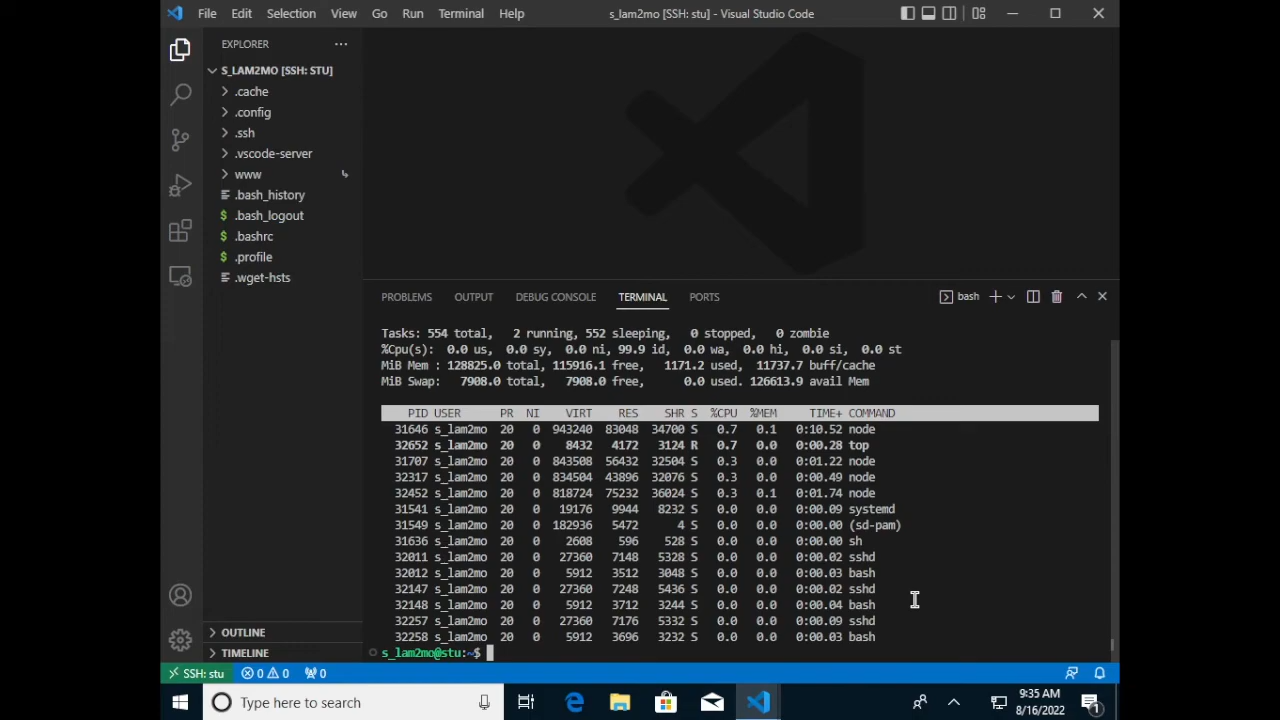 File Edit Selection View Go Run Terminal Help s_lam2mo [SSH: stu] - Visual Studio Code
EXPLORER
S_LAM2MO [SSH: STU]
.cache
.config
.ssh
.vscode-server
www
.bash_history
$ .bash_logout
$ .bashrc
$ .profile
.wget-hsts
OUTLINE
TIMELINE
PROBLEMS OUTPUT DEBUG CONSOLE TERMINAL PORTS bash
Tasks: 554 total, 2 running, 552 sleeping, 0 stopped, 0 zombie
%Cpu(s): 0.0 us, 0.0 sy, 0.0 ni, 99.9 id, 0.0 wa, 0.0 hi, 0.0 si, 0.0 st
MiB Mem : 128825.0 total, 115916.1 free, 1171.2 used, 11737.7 buff/cache
MiB Swap: 7908.0 total, 7908.0 free, 0.0 used. 126613.9 avail Mem
PID USER PR NI VIRT RES SHR S %CPU %MEM TIME+ COMMAND
31646 s_lam2mo 20 0 943240 83048 34700 S 0.7 0.1 0:10.52 node
32652 s_lam2mo 20 0 8432 4172 3124 R 0.7 0.0 0:00.28 top
31707 s_lam2mo 20 0 843508 56432 32504 S 0.3 0.0 0:01.22 node
32317 s_lam2mo 20 0 834504 43896 32076 S 0.3 0.0 0:00.49 node
32452 s_lam2mo 20 0 818724 75232 36024 S 0.3 0.1 0:01.74 node
31541 s_lam2mo 20 0 19176 9944 8232 S 0.0 0.0 0:00.09 systemd
31549 s_lam2mo 20 0 182936 5472 4 S 0.0 0.0 0:00.00 (sd-pam)
31636 s_lam2mo 20 0 2608 596 528 S 0.0 0.0 0:00.00 sh
32011 s_lam2mo 20 0 27360 7148 5328 S 0.0 0.0 0:00.02 sshd
32012 s_lam2mo 20 0 5912 3512 3048 S 0.0 0.0 0:00.03 bash
32147 s_lam2mo 20 0 27360 7248 5436 S 0.0 0.0 0:00.02 sshd
32148 s_lam2mo 20 0 5912 3712 3244 S 0.0 0.0 0:00.04 bash
32257 s_lam2mo 20 0 27360 7176 5332 S 0.0 0.0 0:00.09 sshd
32258 s_lam2mo 20 0 5912 3696 3232 S 0.0 0.0 0:00.03 bash
s_lam2mo@stu:~$
SSH: stu 0 0 0
Type here to search
9:35 AM
8/16/2022
1